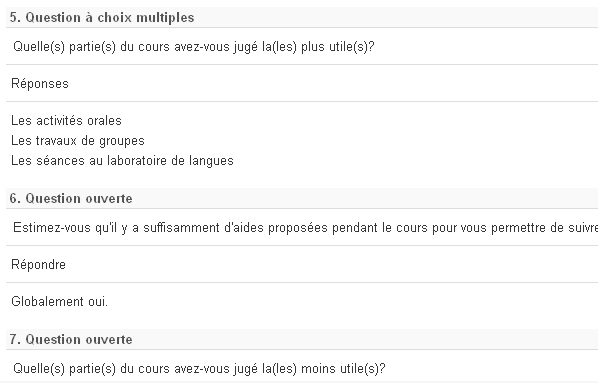 5. Question à choix multiples
Quelle(s) partie(s) du cours avez-vous jugé la(les) plus utile(s)?
Réponses
Les activités orales
Les travaux de groupes
Les séances au laboratoire de langues
6. Question ouverte
Estimez-vous qu'il y a suffisamment d'aides proposées pendant le cours pour vous permettre de suivre
Répondre
Globalement oui.
7. Question ouverte
Quelle(s) partie(s) du cours avez-vous jugé la(les) moins utile(s)?